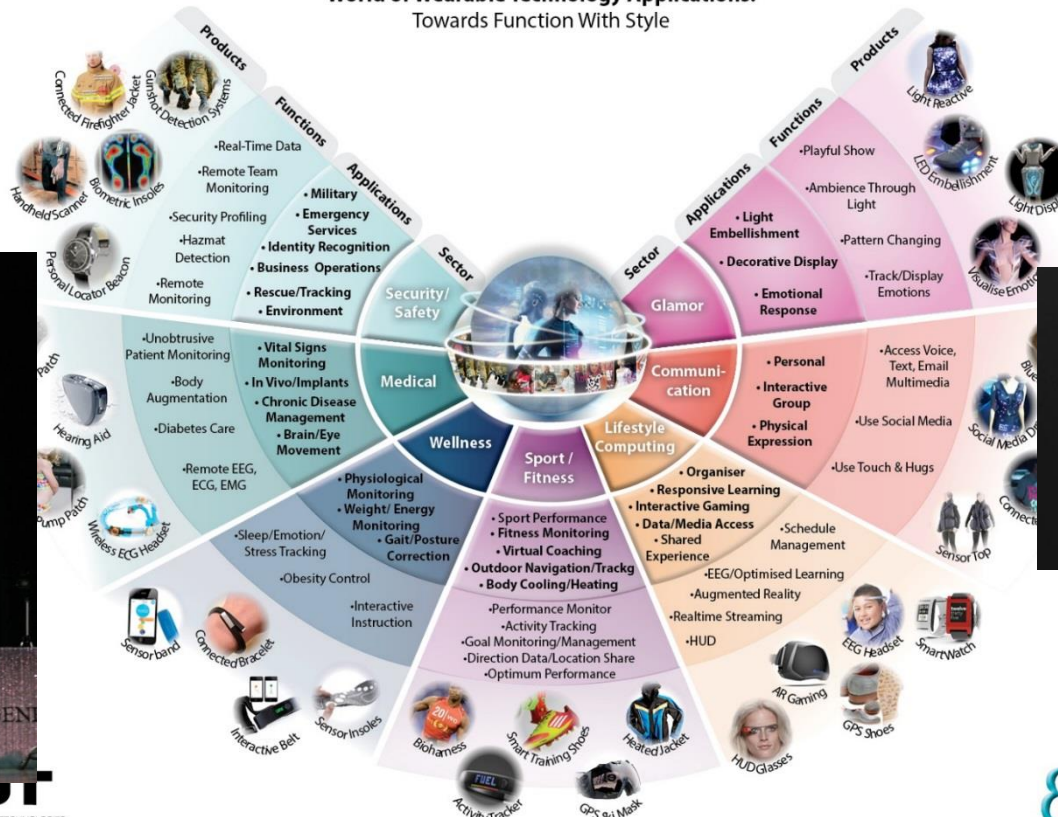 Towards Function With Style
Products
Functions
Applications
Sector
Connected Firefighter Jacket
Gunshot Detection Systems
Handheld Scanner
Biometric Insoles
Personal Locator Beacon
•Real-Time Data
•Remote Team
Monitoring
•Security Profiling
•Hazmat
Detection
•Remote
Monitoring
• Military
• Emergency
Services
• Identity Recognition
• Business Operations
• Rescue/Tracking
• Environment
Security/
Safety
Patch
Hearing Aid
Pump Patch
Wireless ECG Headset
•Unobtrusive
Patient Monitoring
•Body
Augmentation
•Diabetes Care
•Remote EEG,
ECG, EMG
• Vital Signs
Monitoring
• In Vivo/Implants
• Chronic Disease
Management
• Brain/Eye
Movement
Medical
Wellness
• Physiological
Monitoring
• Weight/ Energy
Monitoring
• Gait/Posture
Correction
•Sleep/Emotion/
Stress Tracking
•Obesity Control
•Interactive
Instruction
Sensor band
Connected Bracelet
Interactive Belt
Sensor Insoles
Sport /
Fitness
• Sport Performance
• Fitness Monitoring
• Virtual Coaching
• Outdoor Navigation/Trackg
• Body Cooling/Heating
•Performance Monitor
•Activity Tracking
•Goal Monitoring/Management
•Direction Data/Location Share
•Optimum Performance
Bioharness
Smart Training Shoes
Heated Jacket
FUEL
Activity Tracker
Lifestyle
Computing
• Organiser
• Responsive Learning
• Interactive Gaming
• Data/Media Access
• Shared
Experience
•Schedule
Management
•EEG/Optimised Learning
•Augmented Reality
•Realtime Streaming
•HUD
EEG Headset
SmartWatch
AR Gaming
GPS Shoes
HUD Glasses
Communi-
cation
• Personal
• Interactive
Group
• Physical
Expression
•Access Voice,
Text, Email
Multimedia
•Use Social Media
•Use Touch & Hugs
Social Media
Sensor Top
Sector
Applications
Functions
Products
Glamor
• Light
Embellishment
• Decorative Display
• Emotional
Response
•Playful Show
•Ambience Through
Light
•Pattern Changing
•Track/Display
Emotions
Light Reactive
LED Embellishment
Light
Visualise